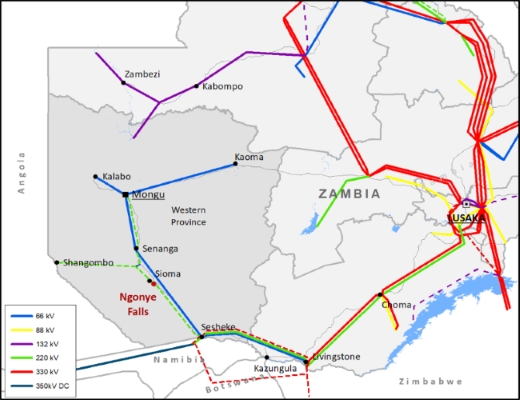 Zambezi
Kabompo
Angola
Kaoma
Kalabo
ZAMBIA
Mongu
Western
Province
LUSAKA
Senanga
Shangombo
Sioma
Ngonye
Falls
Choma
66 kV
88 kV
132 kV
220 kV
330 kV
350kV DC
Sesheke
Namibia
Livingstone
Kazungula
Botswana
Zimbabwe